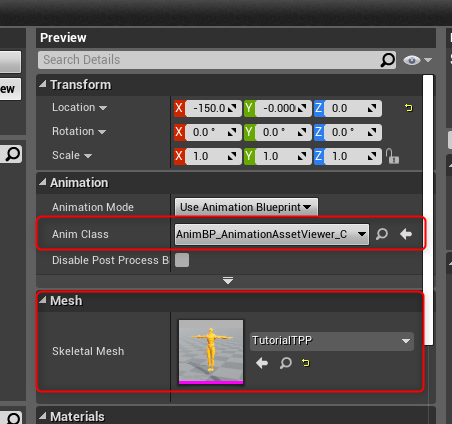 ew
Preview
Search Details
Transform
Location X -150.0 Y -0.000 Z 0.0
Rotation X 0.0 ° Y 0.0 ° Z 0.0 °
Scale X 1.0 Y 1.0 Z 1.0
Animation
Animation Mode Use Animation Blueprint
Anim Class AnimBP_AnimationAssetViewer_C
Disable Post Process B
Mesh
Skeletal Mesh TutorialTPP
Materials